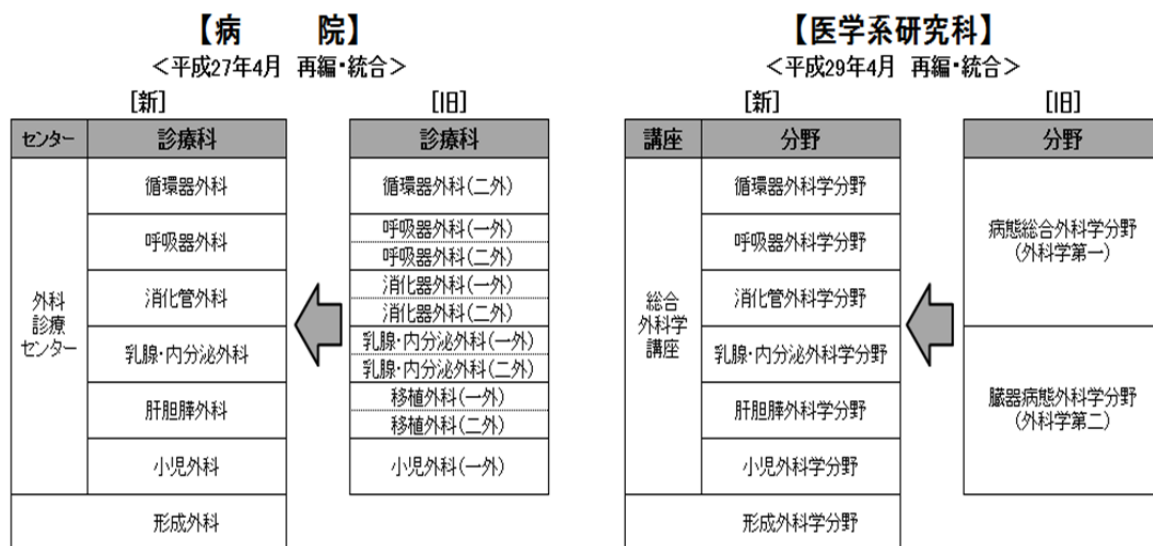 【病　　院】
＜平成27年4月　再編・統合＞
[新]
[旧]
センター
診療科
循環器外科
呼吸器外科
消化管外科
乳腺・内分泌外科
肝胆膵外科
小児外科
形成外科
外科
診療
センター
診療科
循環器外科(二外)
呼吸器外科(一外)
呼吸器外科(二外)
消化器外科(一外)
消化器外科(二外)
乳腺・内分泌外科(一外)
乳腺・内分泌外科(二外)
移植外科(一外)
移植外科(二外)
小児外科(一外)
【医学系研究科】
＜平成29年4月　再編・統合＞
[新]
[旧]
講座
分野
循環器外科学分野
呼吸器外科学分野
消化管外科学分野
乳腺・内分泌外科学分野
肝胆膵外科学分野
小児外科学分野
形成外科学分野
総合
外科学
講座
分野
病態総合外科学分野
(外科学第一)
臓器病態外科学分野
(外科学第二)